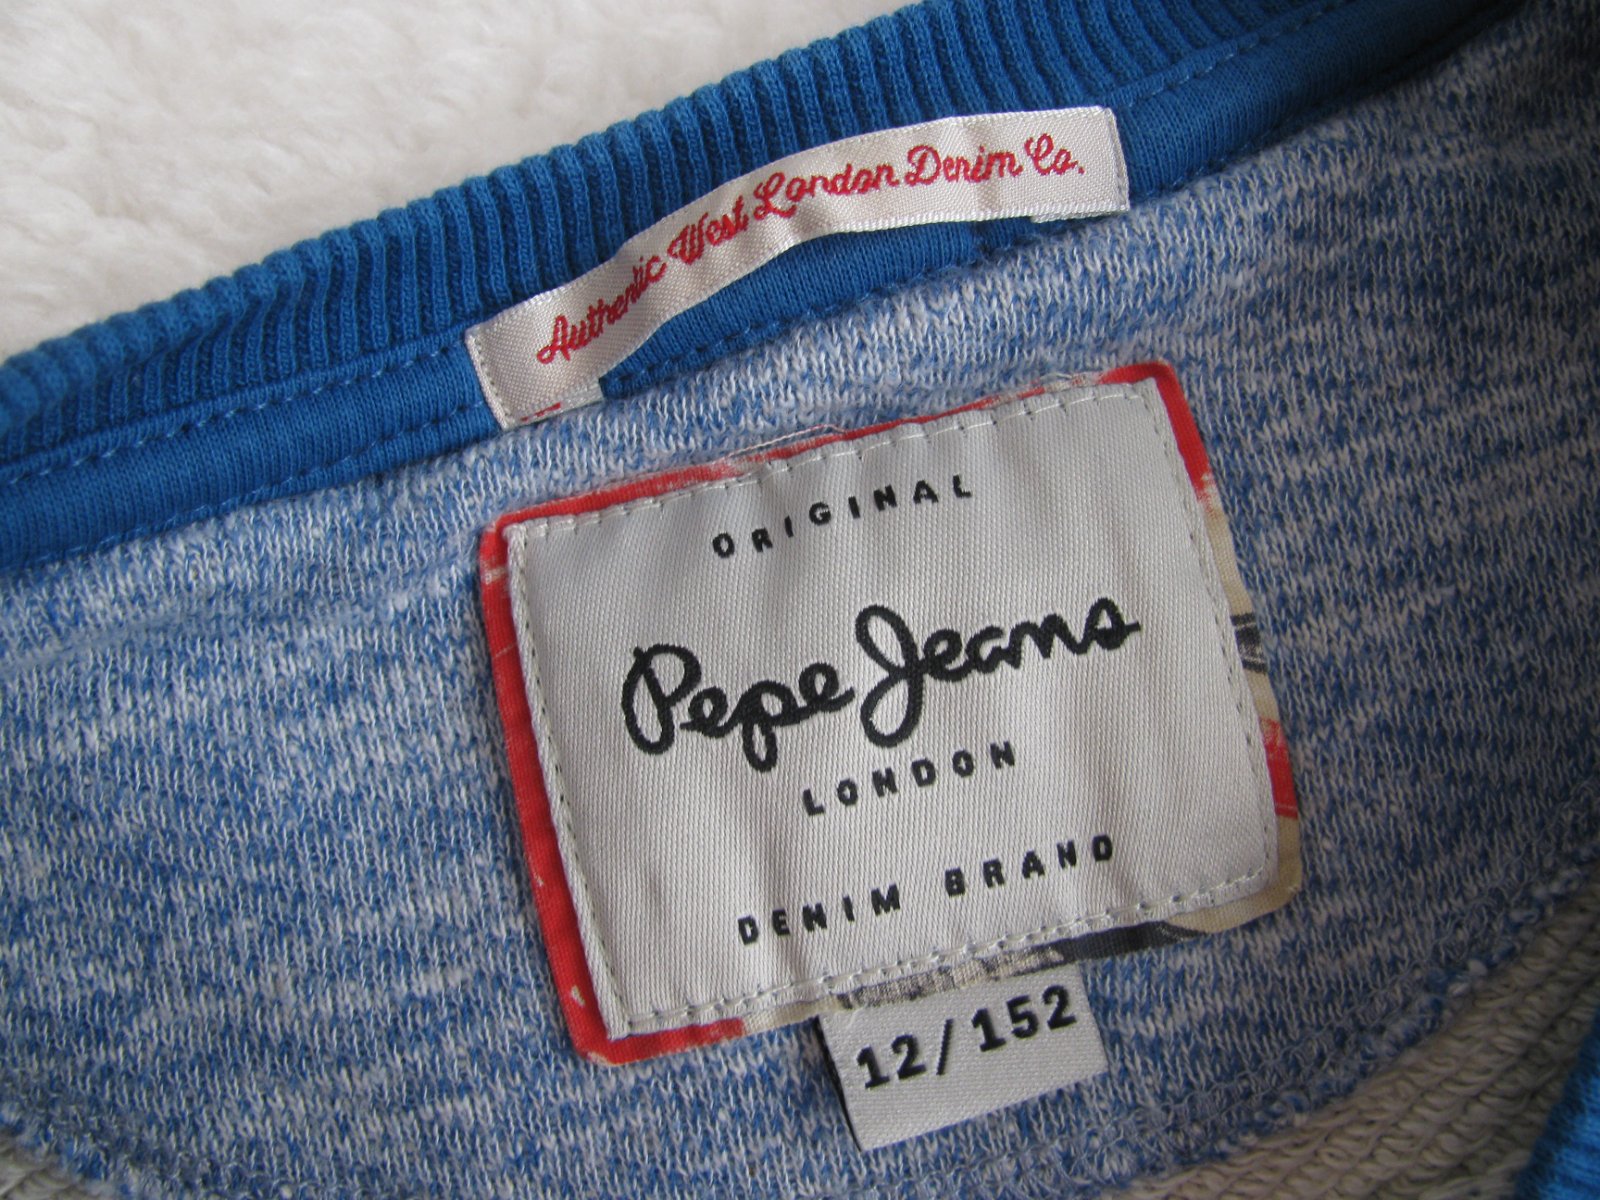 Authentic West London Denim Co.
ORIGINAL
Pepe Jeans
LONDON
DENIM BRAND
12/152